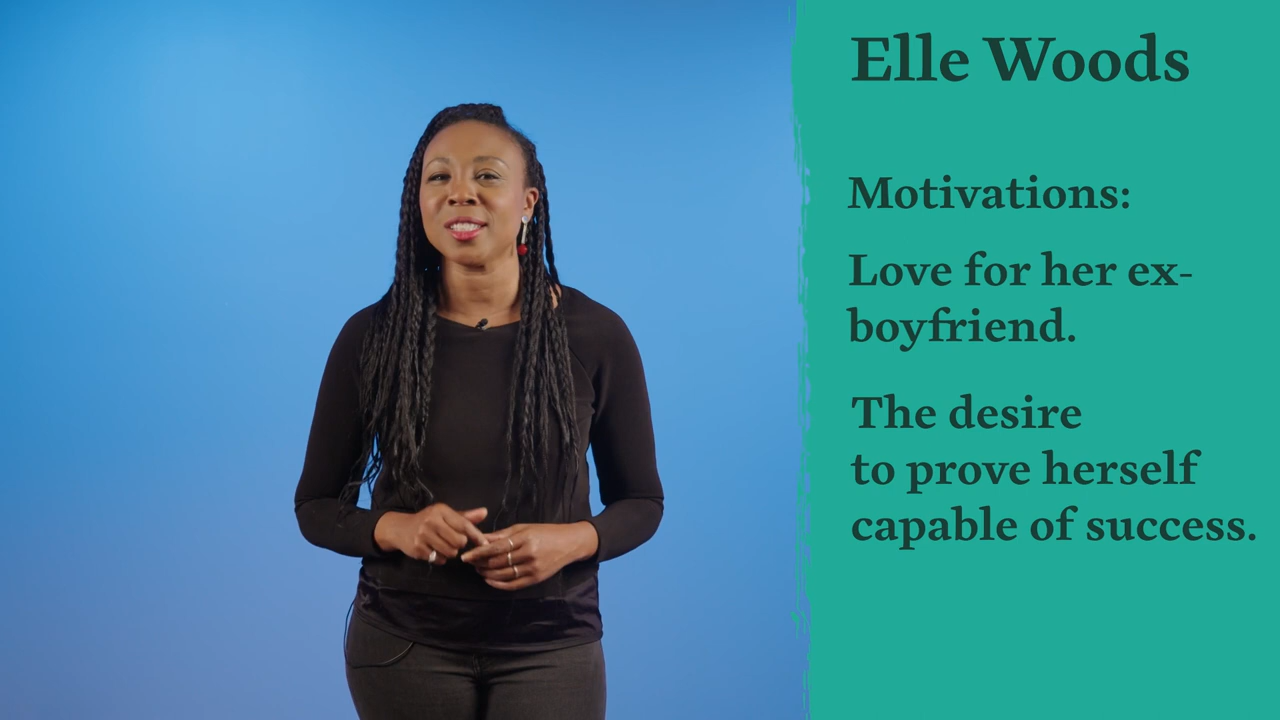 Elle Woods
Motivations:
Love for her ex-
boyfriend.
The desire
to prove herself
capable of success.